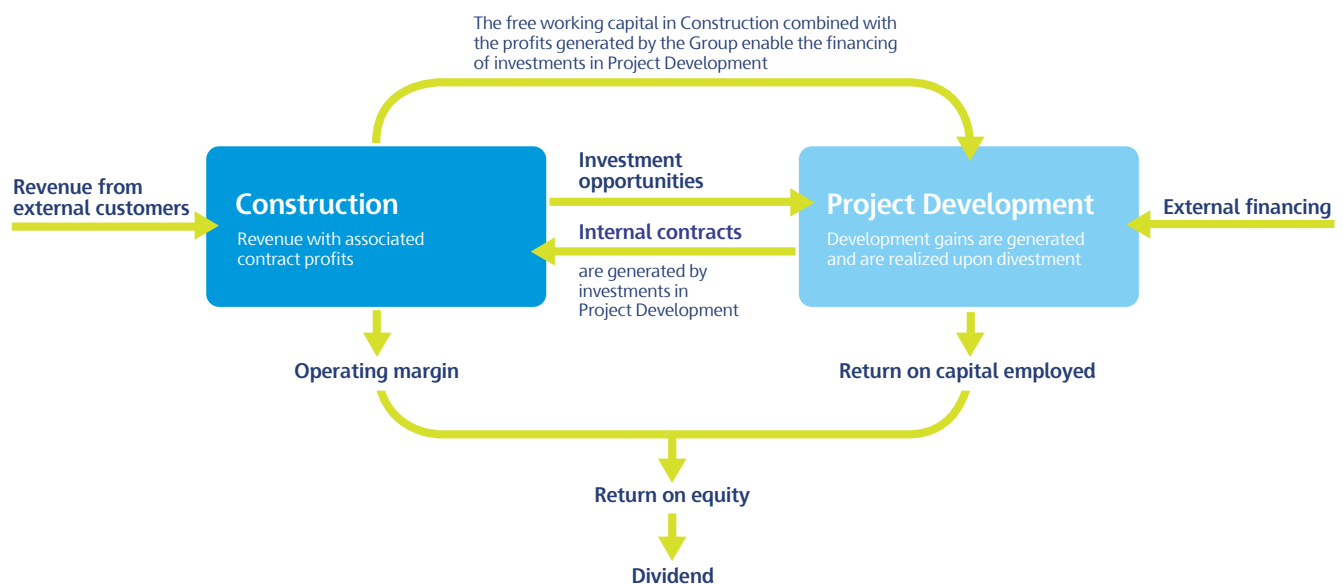 The free working capital in Construction combined with
the profits generated by the Group enable the financing
of investments in Project Development
Revenue from
external customers
Construction
Revenue with associated
contract profits
Investment
opportunities
Internal contracts
are generated by
investments in
Project Development
Project Development
Development gains are generated
and are realized upon divestment
External financing
Operating margin
Return on capital employed
Return on equity
Dividend